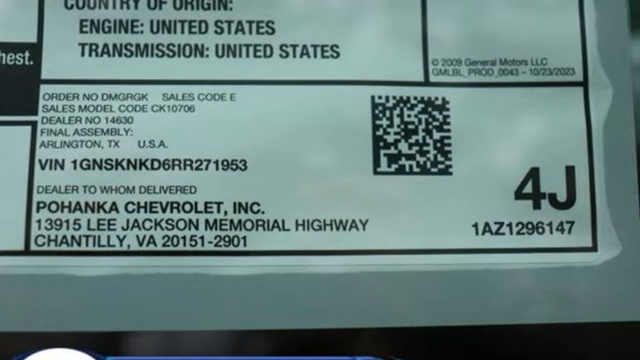 COUNTRY OF ORIGIN:
ENGINE: UNITED STATES
TRANSMISSION: UNITED STATES
hest.
© 2009 General Motors LLC
GMLBL_PROD_0043 - 10/23/2023
ORDER NO DMGRGK SALES CODE E
SALES MODEL CODE CK10706
DEALER NO 14630
FINAL ASSEMBLY:
ARLINGTON, TX U.S.A.
VIN 1GNSKNKD6RR271953
DEALER TO WHOM DELIVERED
POHANKA CHEVROLET, INC.
13915 LEE JACKSON MEMORIAL HIGHWAY
CHANTILLY, VA 20151-2901
4J
1AZ1296147